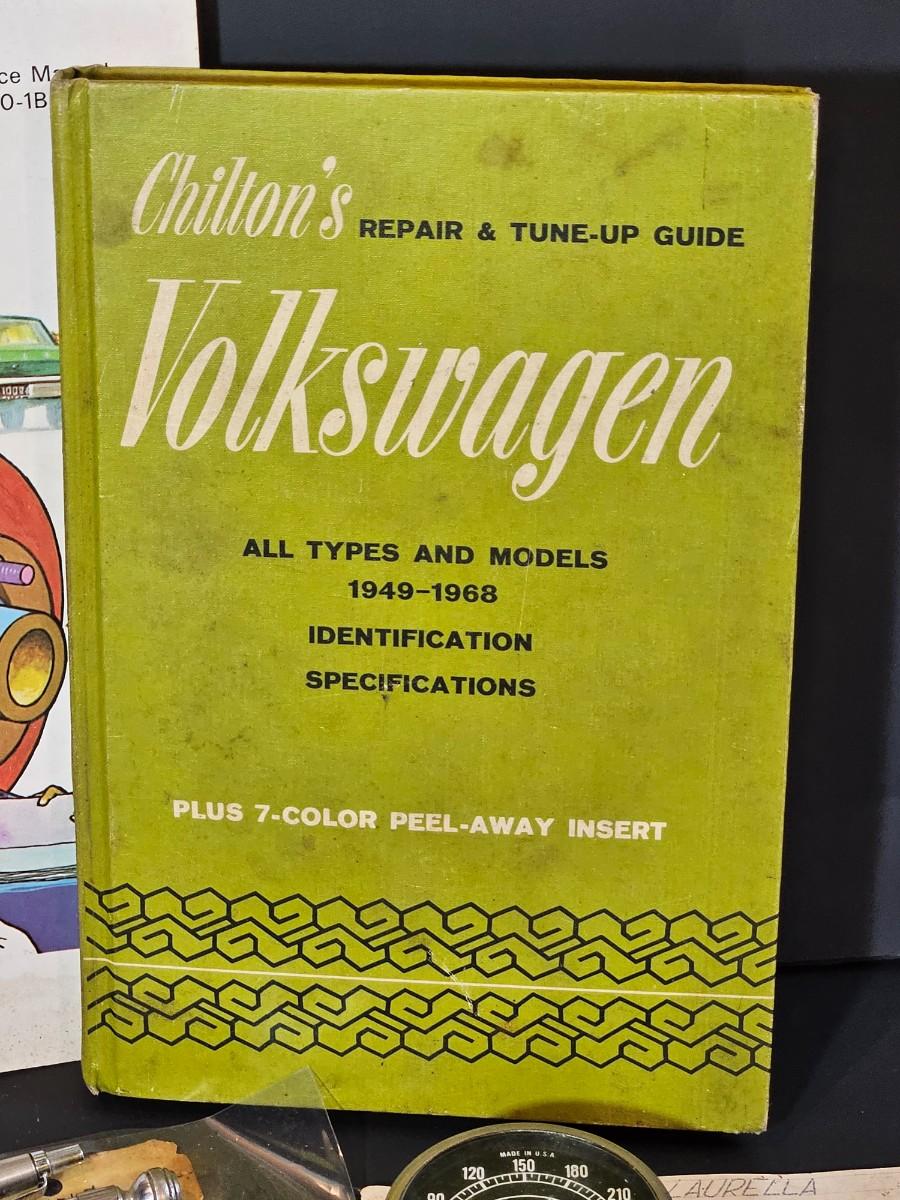 Chilton's REPAIR & TUNE-UP GUIDE
Volkswagen
ALL TYPES AND MODELS
1949-1968
IDENTIFICATION
SPECIFICATIONS
PLUS 7-COLOR PEEL-AWAY INSERT
MADE IN U.S.A.
90 120 150 180 210